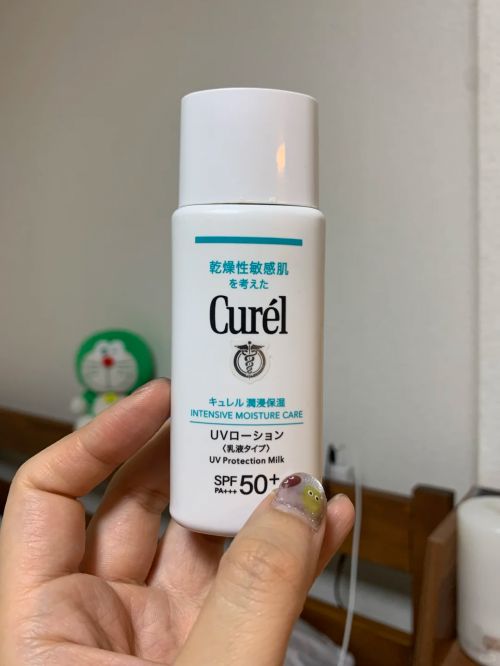 乾燥性敏感肌
を考えた
Curél
キュレル 潤浸保湿
INTENSIVE MOISTURE CARE
UVローション
〈乳液タイプ〉
UV Protection Milk
SPF 50+
PA+++